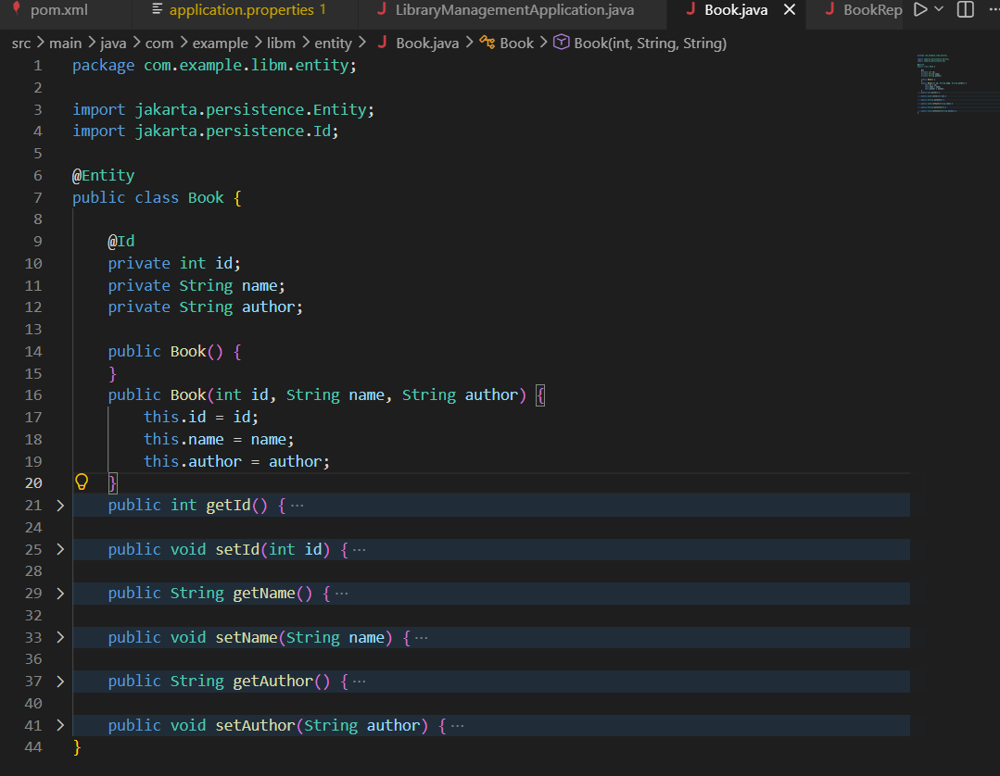 pom.xml application.properties 1 LibraryManagementApplication.java Book.java BookRep
src > main > java > com > example > libm > entity > Book.java > Book > Book(int, String, String)
1 package com.example.libm.entity;
2
3 import jakarta.persistence.Entity;
4 import jakarta.persistence.Id;
5
6 @Entity
7 public class Book {
8
9 @Id
10 private int id;
11 private String name;
12 private String author;
13
14 public Book() {
15 }
16 public Book(int id, String name, String author) {
17 this.id = id;
18 this.name = name;
19 this.author = author;
20 }
21 public int getId() { ···
24
25 public void setId(int id) { ···
28
29 public String getName() { ···
32
33 public void setName(String name) { ···
36
37 public String getAuthor() { ···
40
41 public void setAuthor(String author) { ···
44 }